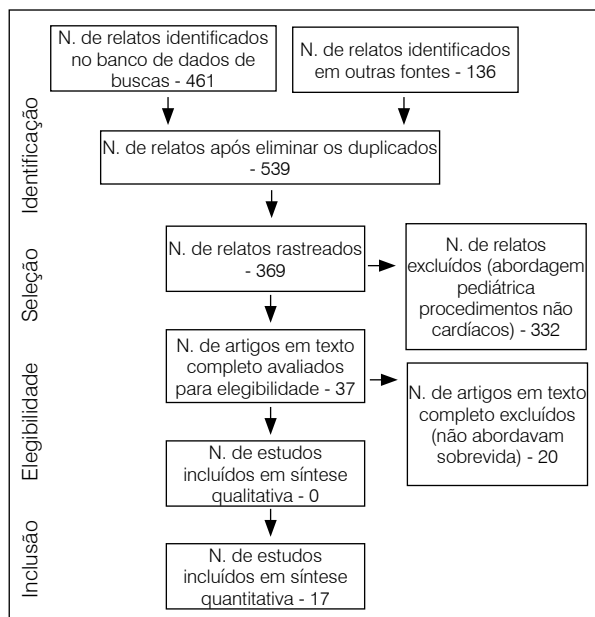 N. de relatos identificados
no banco de dados de
buscas - 461
N. de relatos identificados
em outras fontes - 136
Identificação
N. de relatos após eliminar os duplicados
- 539
Seleção
N. de relatos rastreados
- 369
N. de relatos
excluídos (abordagem
pediátrica
procedimentos não
cardíacos) - 332
Elegibilidade
N. de artigos em texto
completo avaliados
para elegibilidade - 37
N. de artigos em texto
completo excluídos
(não abordavam
sobrevida) - 20
N. de estudos
incluídos em síntese
qualitativa - 0
Inclusão
N. de estudos
incluídos em síntese
quantitativa - 17